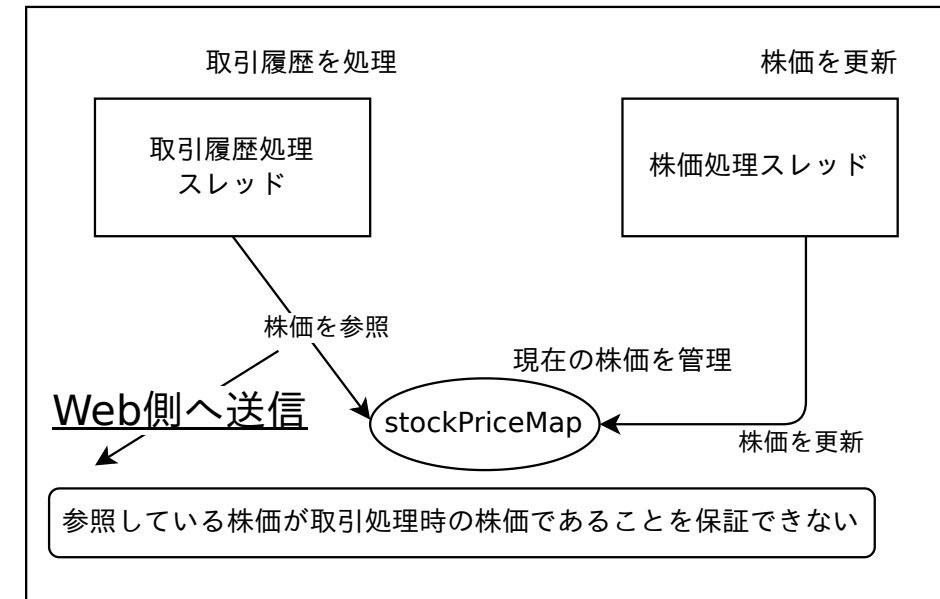 取引履歴を処理
株価を更新
取引履歴処理
スレッド
株価処理スレッド
株価を参照
現在の株価を管理
Web側へ送信
stockPriceMap
株価を更新
参照している株価が取引処理時の株価であることを保証できない